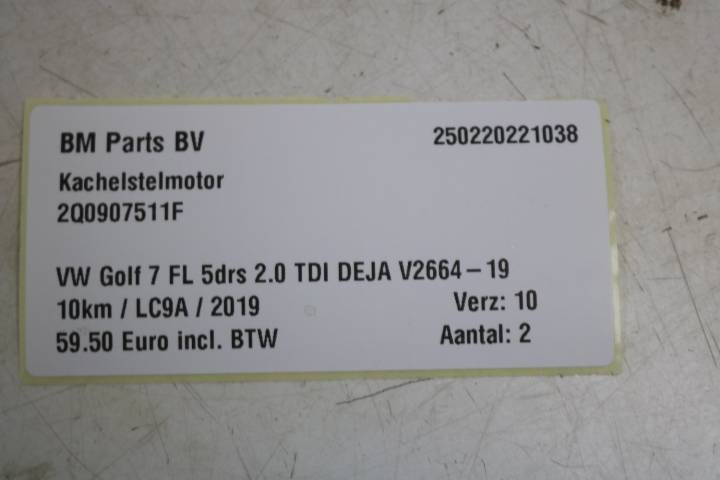 BM Parts BV 250220221038
Kachelstelmotor
2Q0907511F
VW Golf 7 FL 5drs 2.0 TDI DEJA V2664-19
10km / LC9A / 2019 Verz: 10
59.50 Euro incl. BTW Aantal: 2